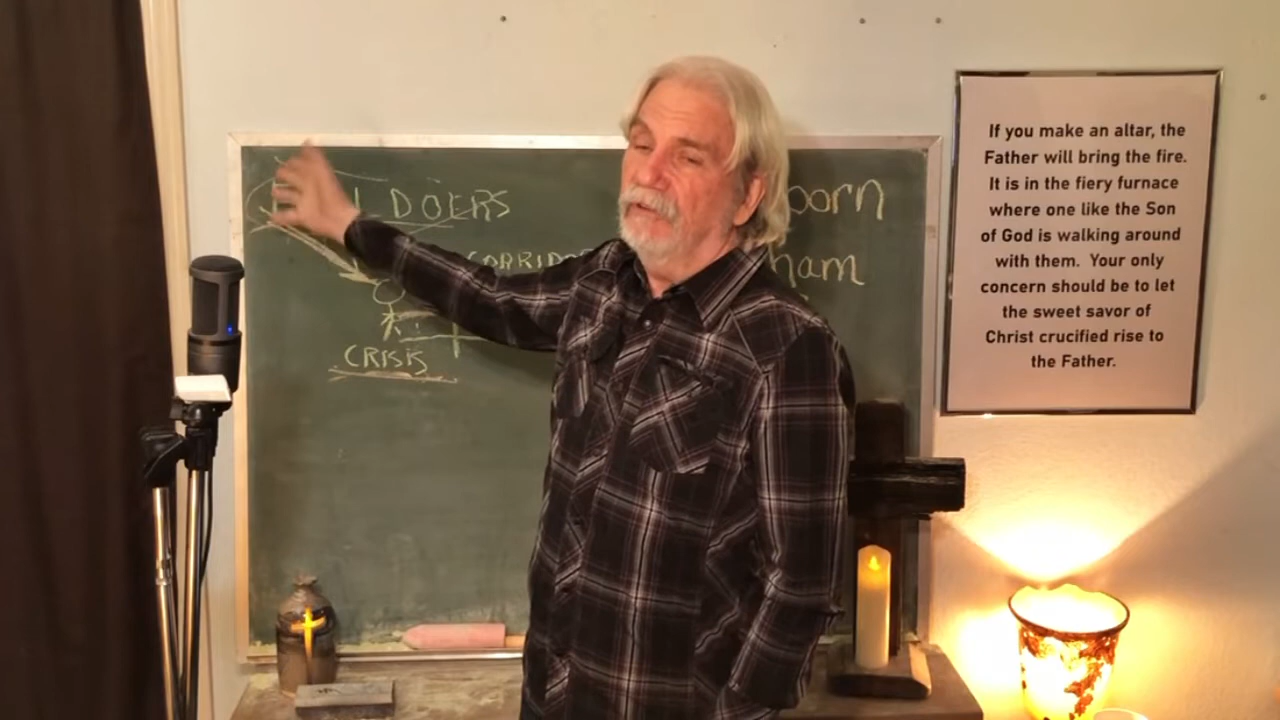 DOERS
CRISIS
If you make an altar, the
Father will bring the fire.
It is in the fiery furnace
where one like the Son
of God is walking around
with them. Your only
concern should be to let
the sweet savor of
Christ crucified rise to
the Father.